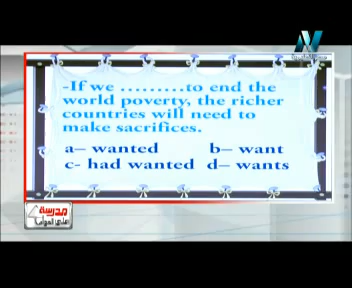 -If we .........to end the
world poverty, the richer
countries will need to
make sacrifices.
a– wanted b– want
c- had wanted d– wants
مدرسة
على الهواء